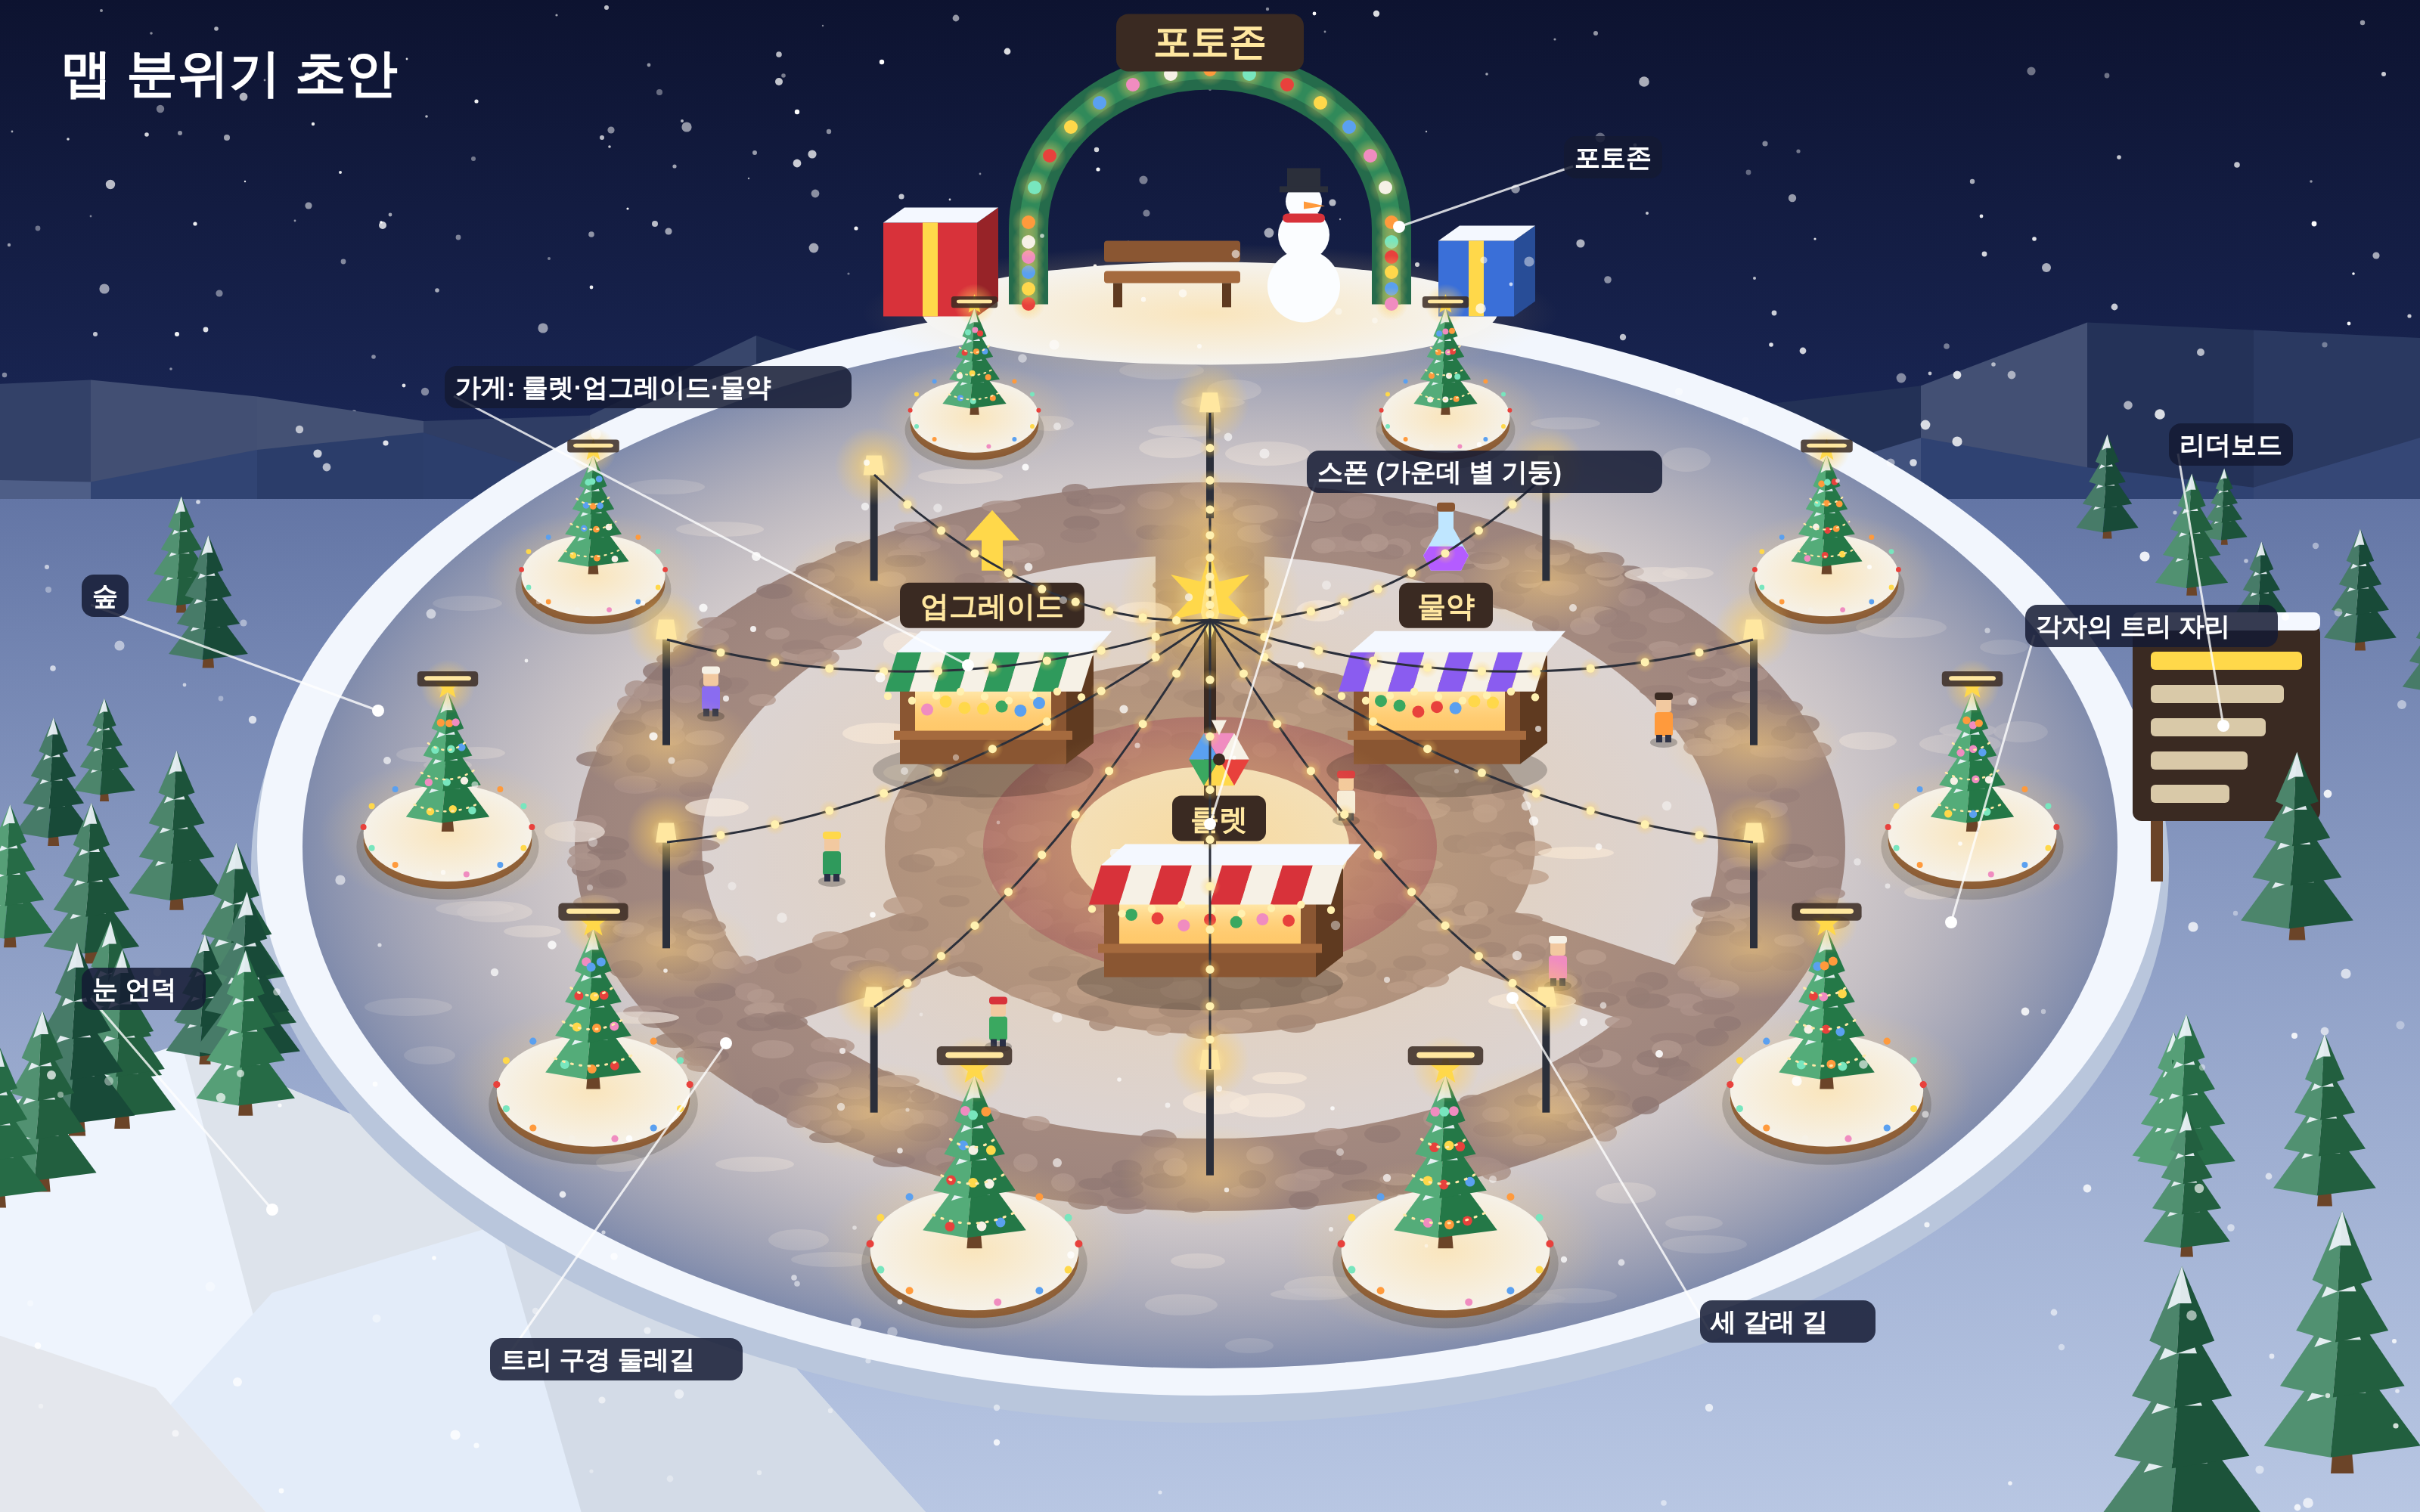 맵 분위기 초안
포토존
포토존
가게: 룰렛·업그레이드·물약
스폰 (가운데 별 기둥)
리더보드
숲
업그레이드
물약
각자의 트리 자리
룰렛
눈 언덕
세 갈래 길
트리 구경 둘레길